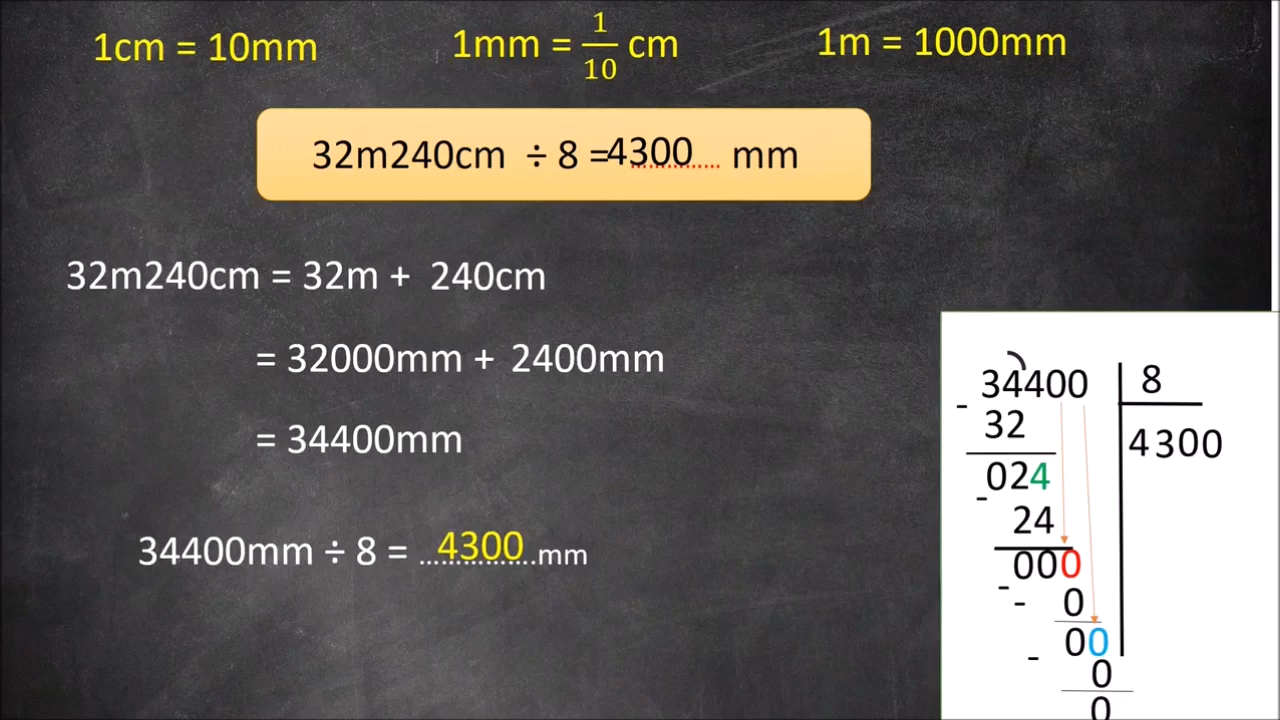 1cm = 10mm 1mm = 1/10 cm 1m = 1000mm
32m240cm ÷ 8 =4300.............. mm
32m240cm = 32m + 240cm
= 32000mm + 2400mm
= 34400mm
34400mm ÷ 8 = ...4300....mm
34400 8
- 32
4300
024
- 24
000
- - 0
00
- 0
0